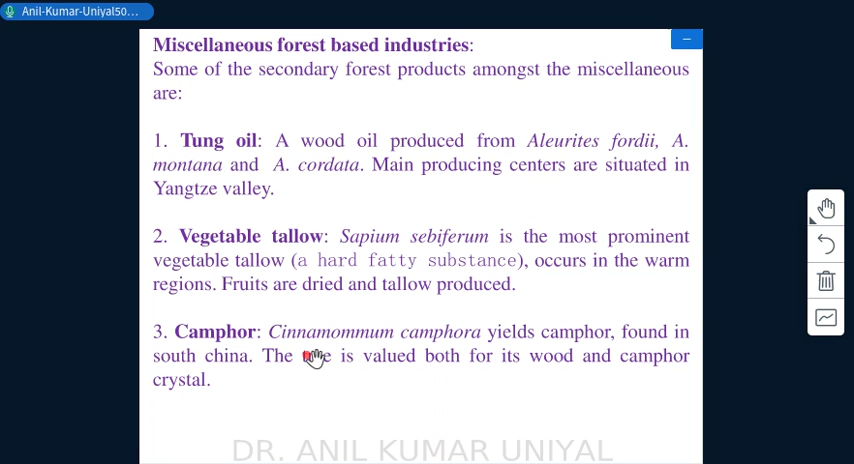 Anil-Kumar-Uniyal50...
Miscellaneous forest based industries:
Some of the secondary forest products amongst the miscellaneous
are:
1. Tung oil: A wood oil produced from Aleurites fordii, A.
montana and A. cordata. Main producing centers are situated in
Yangtze valley.
2. Vegetable tallow: Sapium sebiferum is the most prominent
vegetable tallow (a hard fatty substance), occurs in the warm
regions. Fruits are dried and tallow produced.
3. Camphor: Cinnamommum camphora yields camphor, found in
south china. The is valued both for its wood and camphor
crystal.
DR. ANIL KUMAR UNIYAL